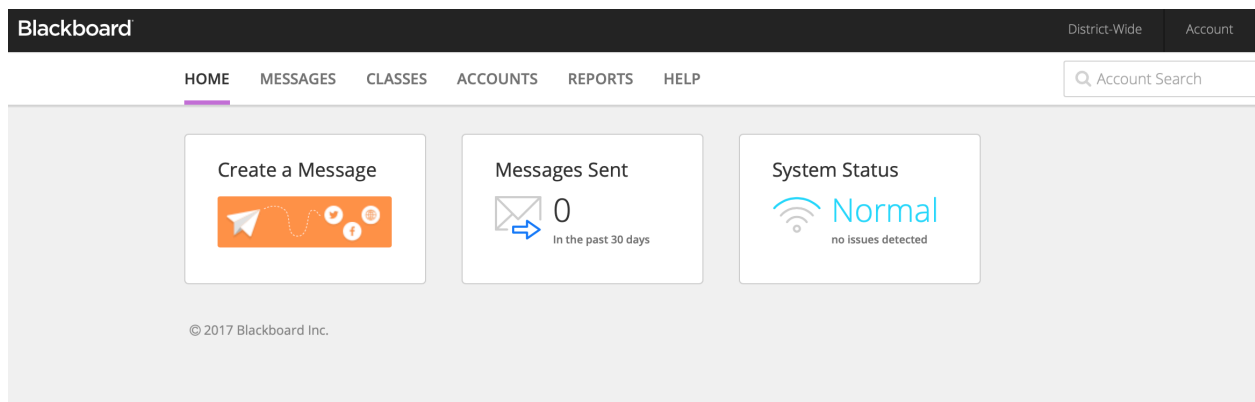 Blackboard
District-Wide Account
HOME MESSAGES CLASSES ACCOUNTS REPORTS HELP
Account Search
Create a Message
Messages Sent
0
In the past 30 days
System Status
Normal
no issues detected
© 2017 Blackboard Inc.